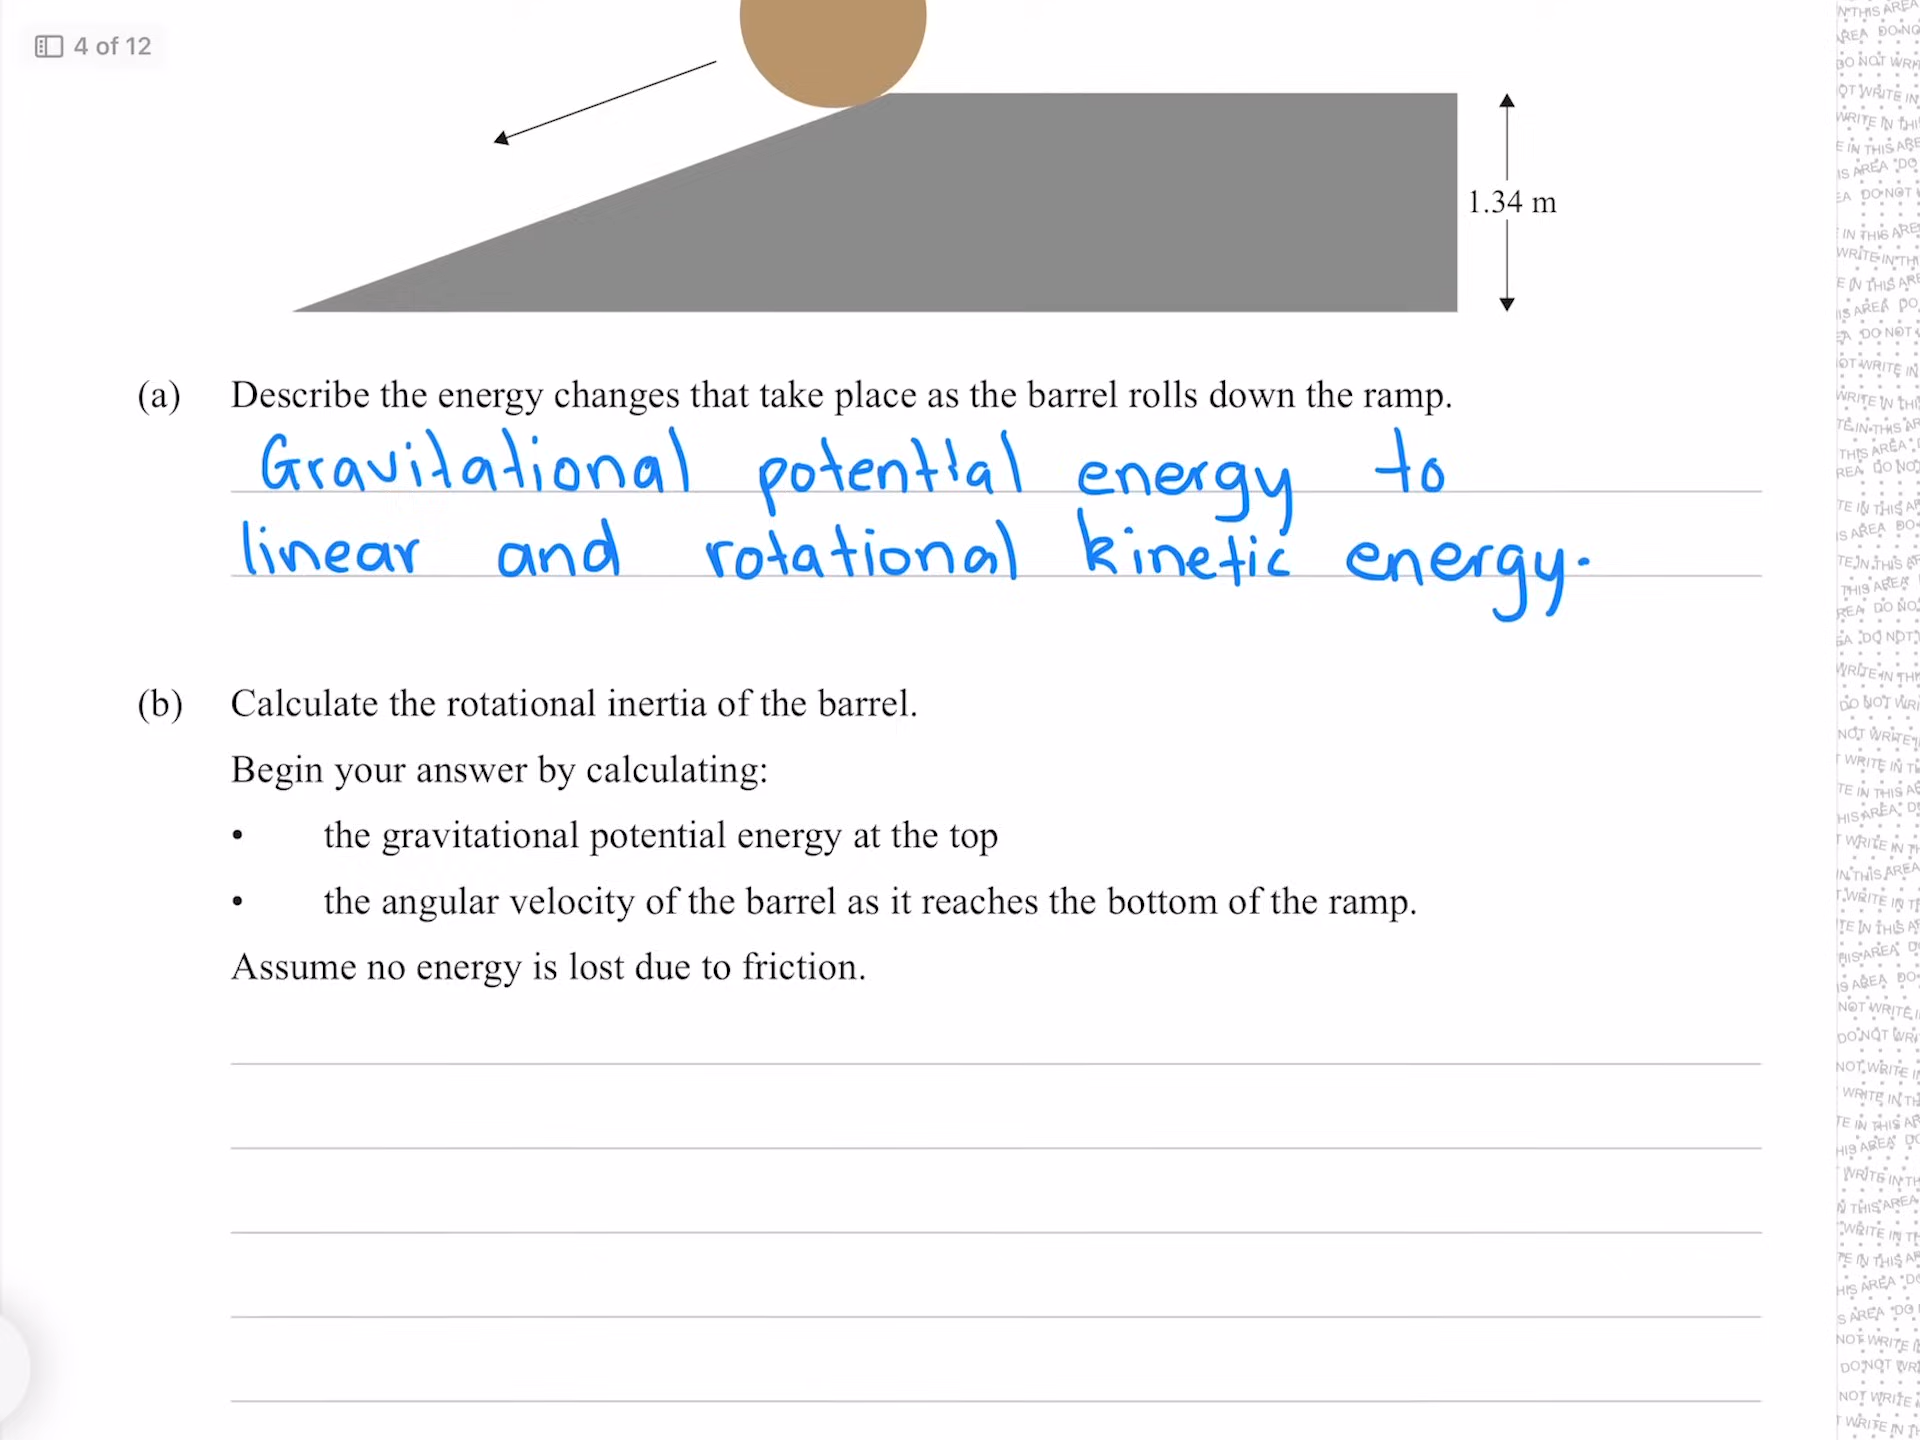 4 of 12
1.34 m
(a) Describe the energy changes that take place as the barrel rolls down the ramp.
Gravitational potential energy to
linear and rotational kinetic energy.
(b) Calculate the rotational inertia of the barrel.
Begin your answer by calculating:
• the gravitational potential energy at the top
• the angular velocity of the barrel as it reaches the bottom of the ramp.
Assume no energy is lost due to friction.